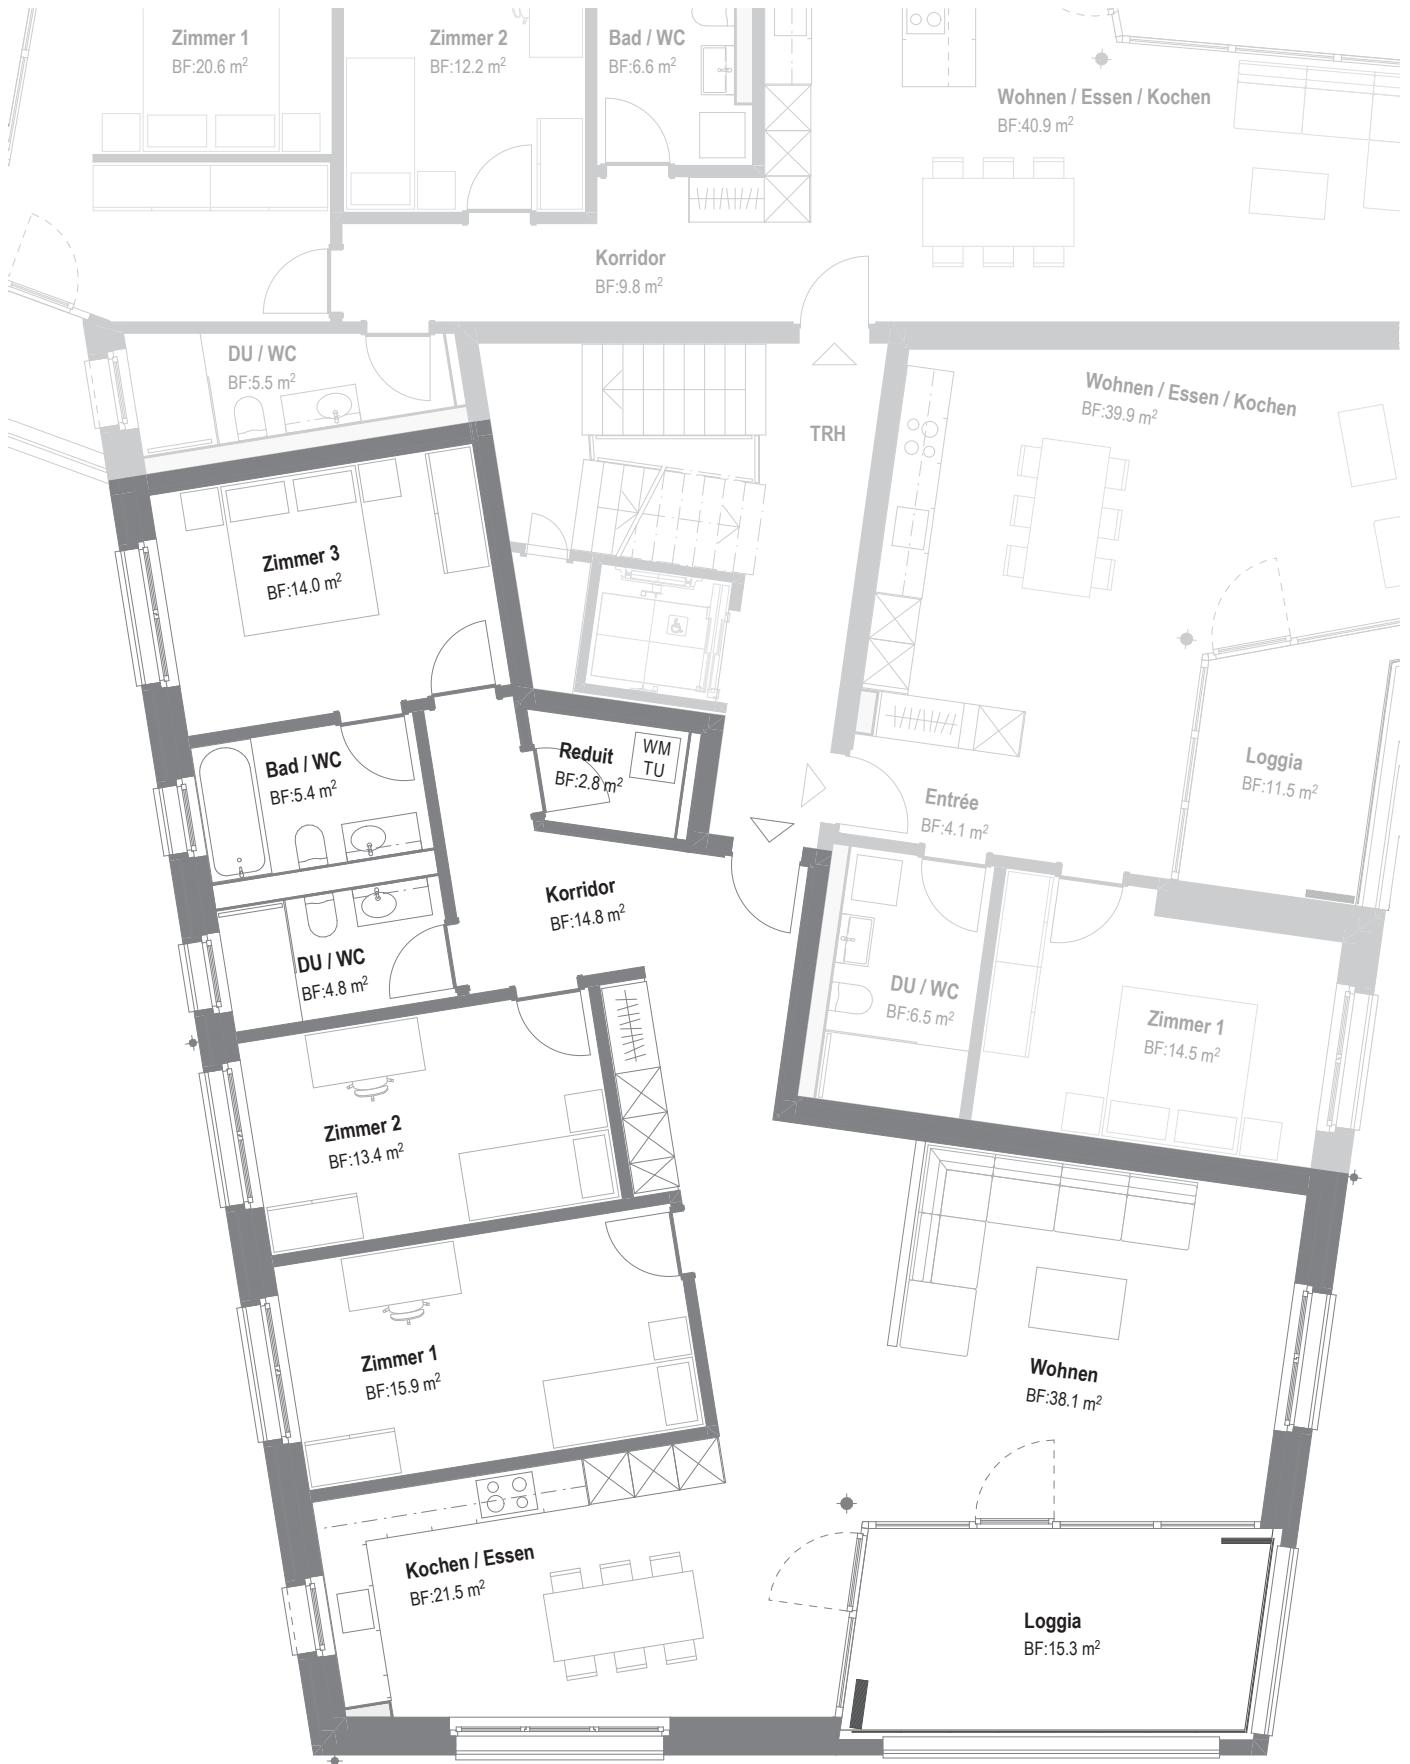 Zimmer 1
BF:20.6 m²
Zimmer 2
BF:12.2 m²
Bad / WC
BF:6.6 m²
Wohnen / Essen / Kochen
BF:40.9 m²
Korridor
BF:9.8 m²
DU / WC
BF:5.5 m²
TRH
Wohnen / Essen / Kochen
BF:39.9 m²
Zimmer 3
BF:14.0 m²
Bad / WC
BF:5.4 m²
Reduit
BF:2.8 m²
WM
TU
Entrée
BF:4.1 m²
Loggia
BF:11.5 m²
Korridor
BF:14.8 m²
DU / WC
BF:4.8 m²
DU / WC
BF:6.5 m²
Zimmer 1
BF:14.5 m²
Zimmer 2
BF:13.4 m²
Zimmer 1
BF:15.9 m²
Wohnen
BF:38.1 m²
Kochen / Essen
BF:21.5 m²
Loggia
BF:15.3 m²